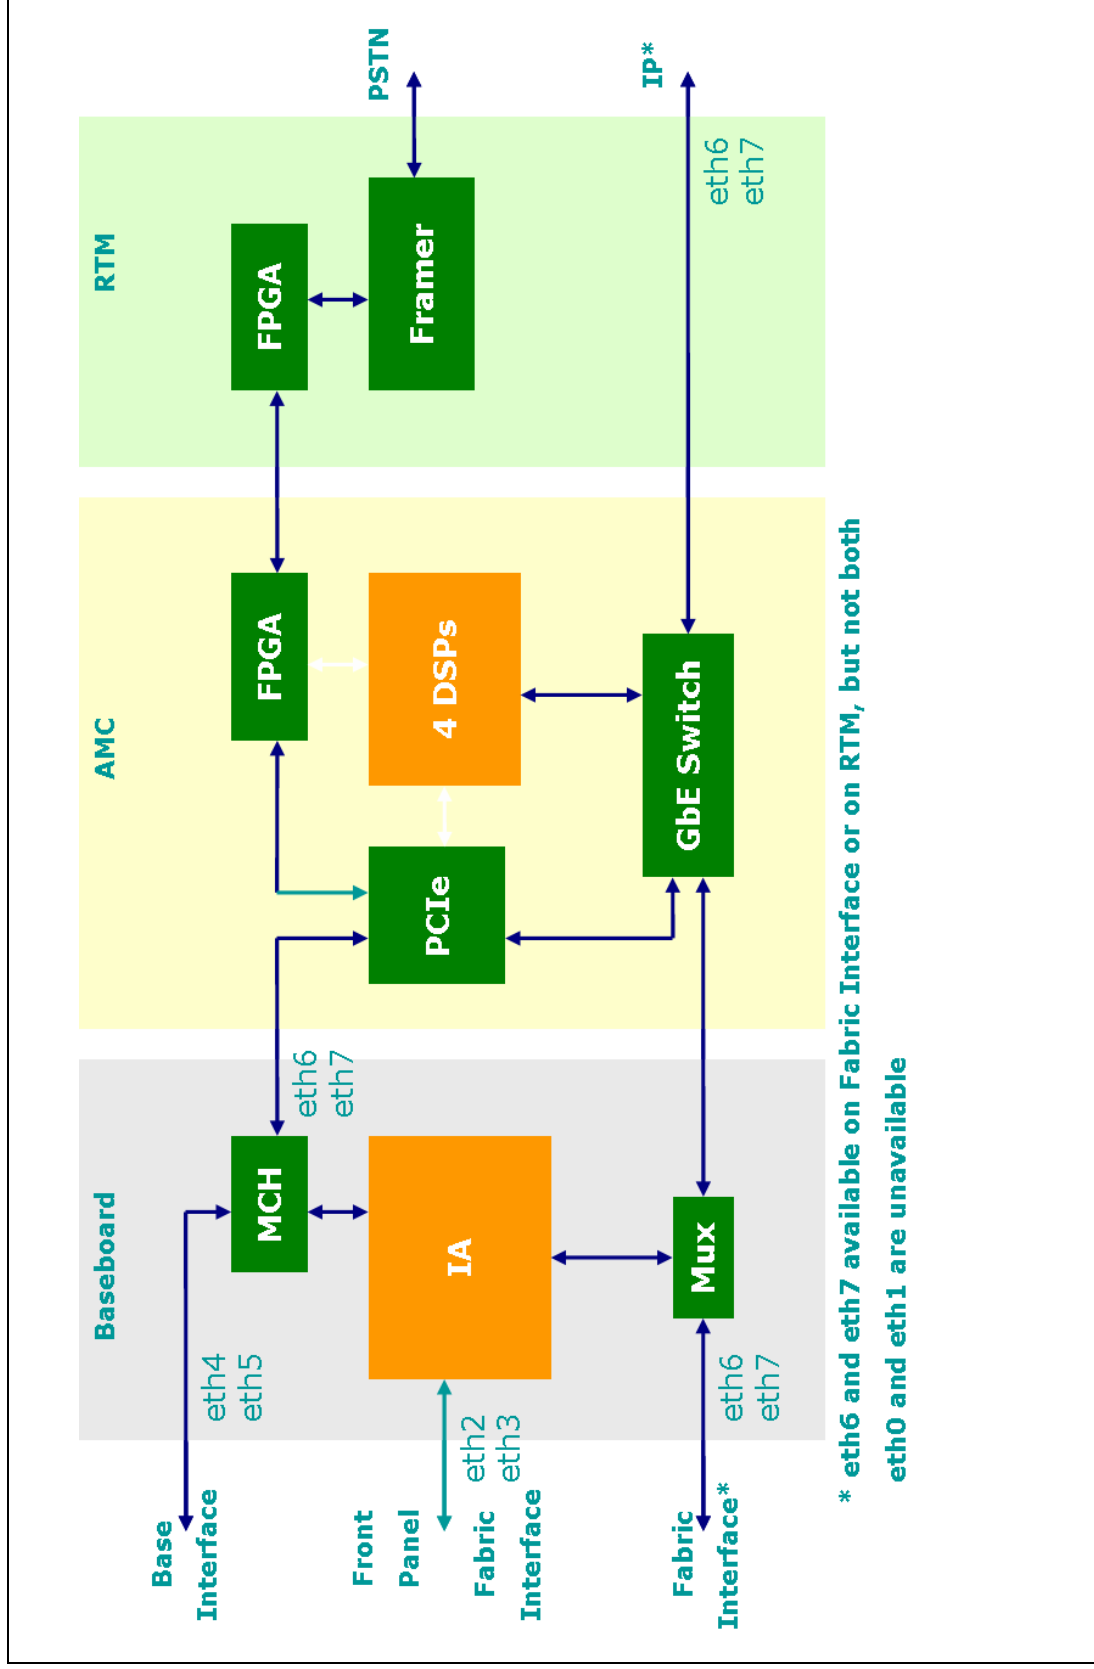 Baseboard
AMC
RTM
Base
Interface
eth4
eth5
MCH
eth6
eth7
FPGA
FPGA
Front
Panel
Fabric
Interface
eth2
eth3
IA
PCIe
4 DSPs
Framer
PSTN
Fabric
Interface*
eth6
eth7
Mux
GbE Switch
eth6
eth7
IP*
* eth6 and eth7 available on Fabric Interface or on RTM, but not both
eth0 and eth1 are unavailable